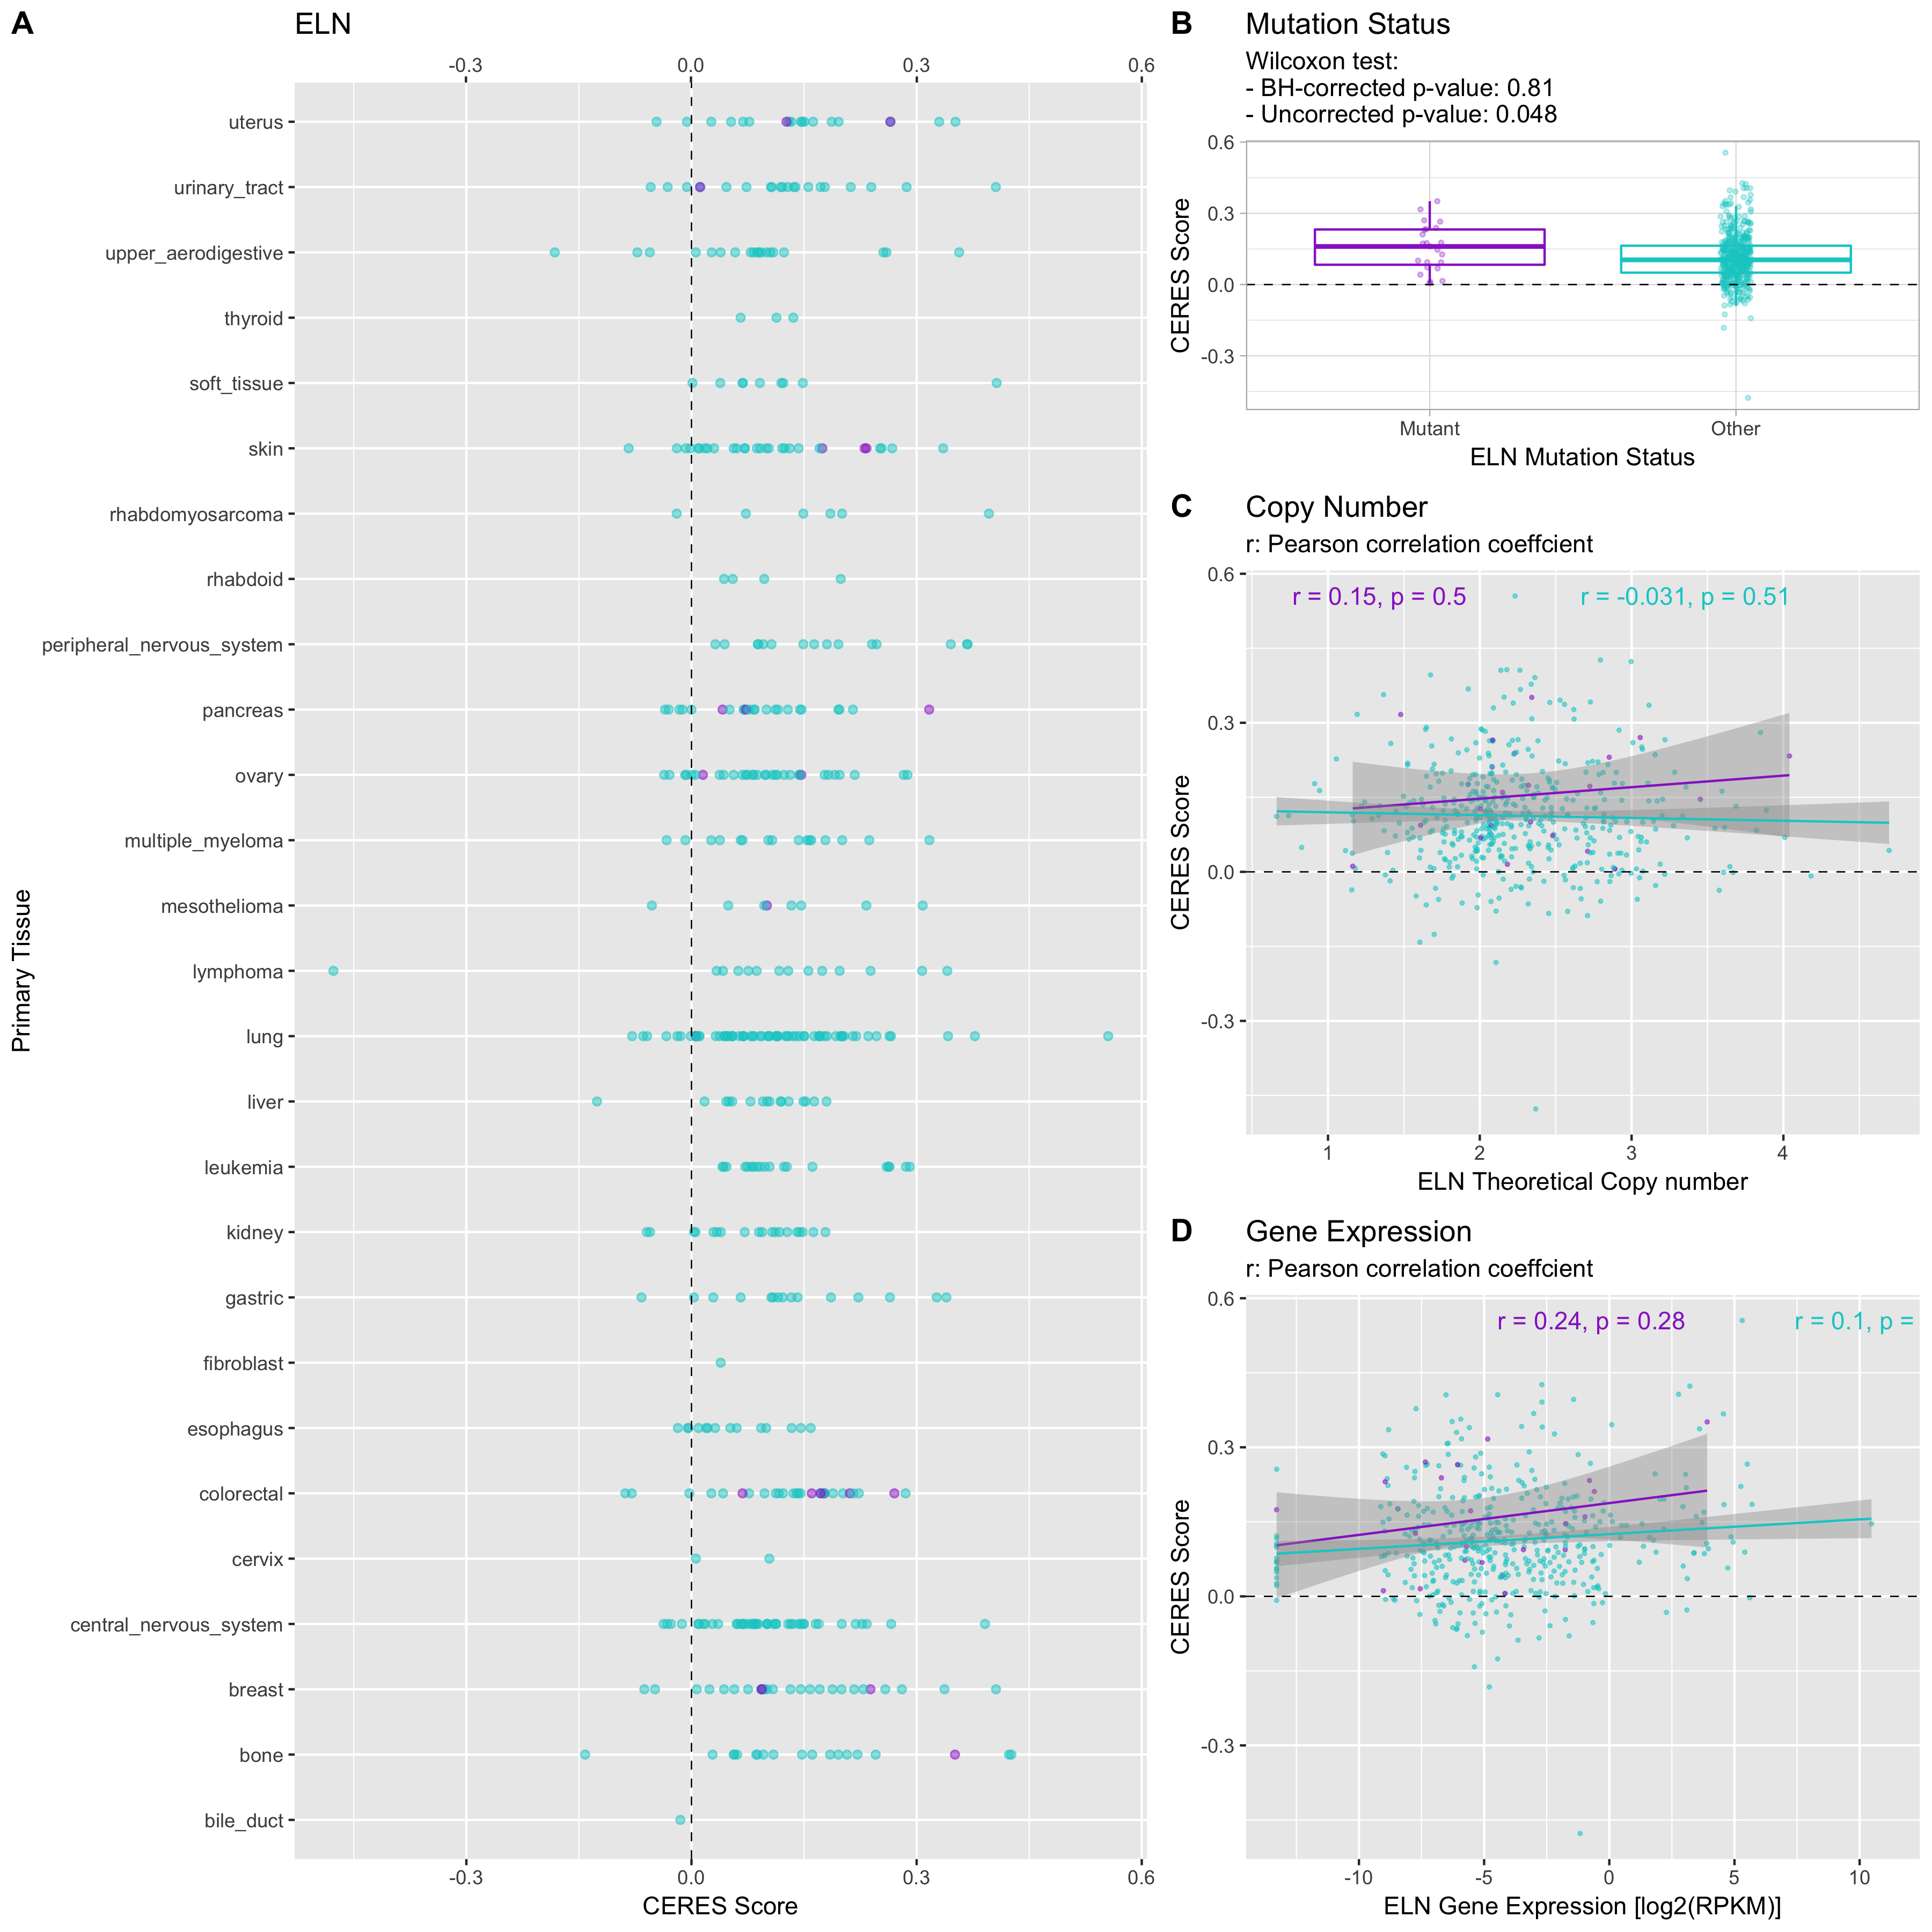 A
ELN
-0.3 0.0 0.3 0.6
Primary Tissue
uterus
urinary_tract
upper_aerodigestive
thyroid
soft_tissue
skin
rhabdomyosarcoma
rhabdoid
peripheral_nervous_system
pancreas
ovary
multiple_myeloma
mesothelioma
lymphoma
lung
liver
leukemia
kidney
gastric
fibroblast
esophagus
colorectal
cervix
central_nervous_system
breast
bone
bile_duct
-0.3 0.0 0.3 0.6
CERES Score
B
Mutation Status
Wilcoxon test:
- BH-corrected p-value: 0.81
- Uncorrected p-value: 0.048
CERES Score
0.6
0.3
0.0
-0.3
Mutant Other
ELN Mutation Status
C
Copy Number
r: Pearson correlation coeffcient
CERES Score
0.6
r = 0.15, p = 0.5 r = -0.031, p = 0.51
0.3
0.0
-0.3
1 2 3 4
ELN Theoretical Copy number
D
Gene Expression
r: Pearson correlation coeffcient
CERES Score
0.6
r = 0.24, p = 0.28 r = 0.1, p =
0.3
0.0
-0.3
-10 -5 0 5 10
ELN Gene Expression [log2(RPKM)]